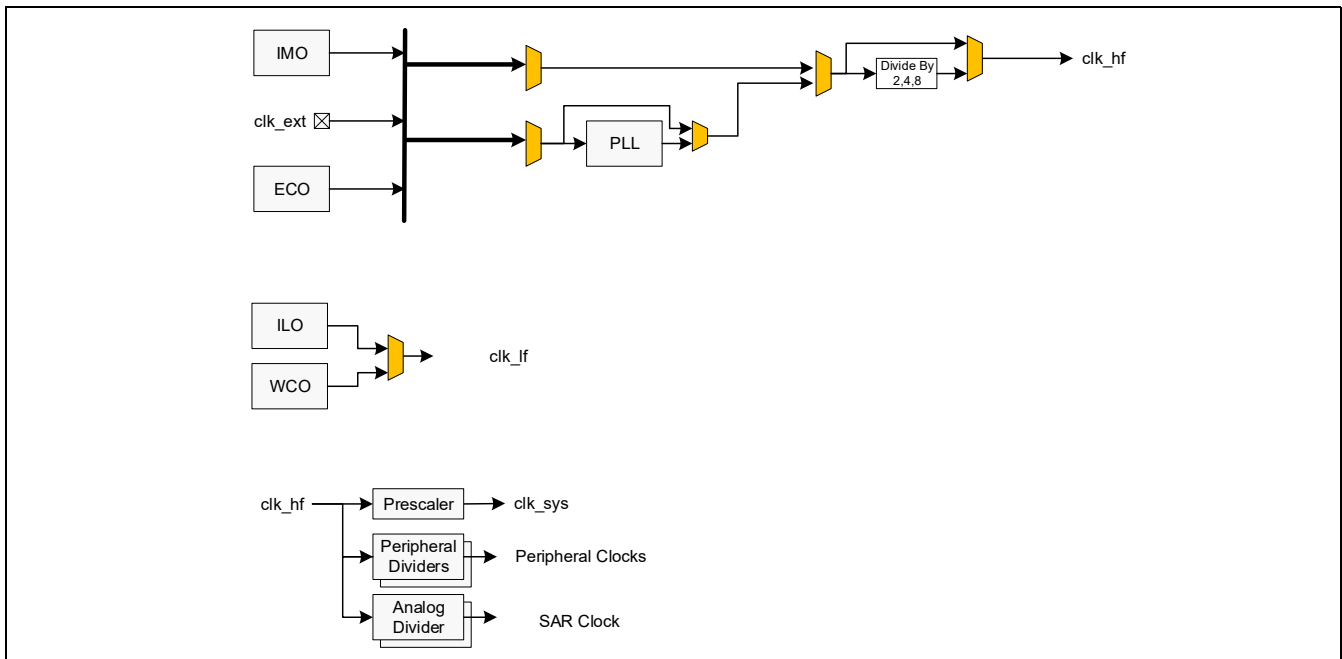 IMO
clk_ext
ECO
PLL
Divide By
2,4,8
clk_hf
ILO
WCO
clk_lf
clk_hf
Prescaler
clk_sys
Peripheral
Dividers
Peripheral Clocks
Analog
Divider
SAR Clock